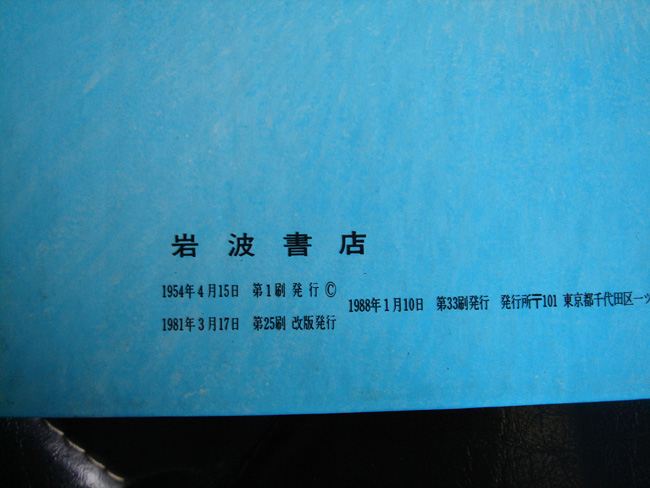 岩波書店
1954年4月15日 第1刷発行 ©
1981年3月17日 第25刷 改版発行
1988年1月10日 第33刷発行 発行所〒101 東京都千代田区一ツ